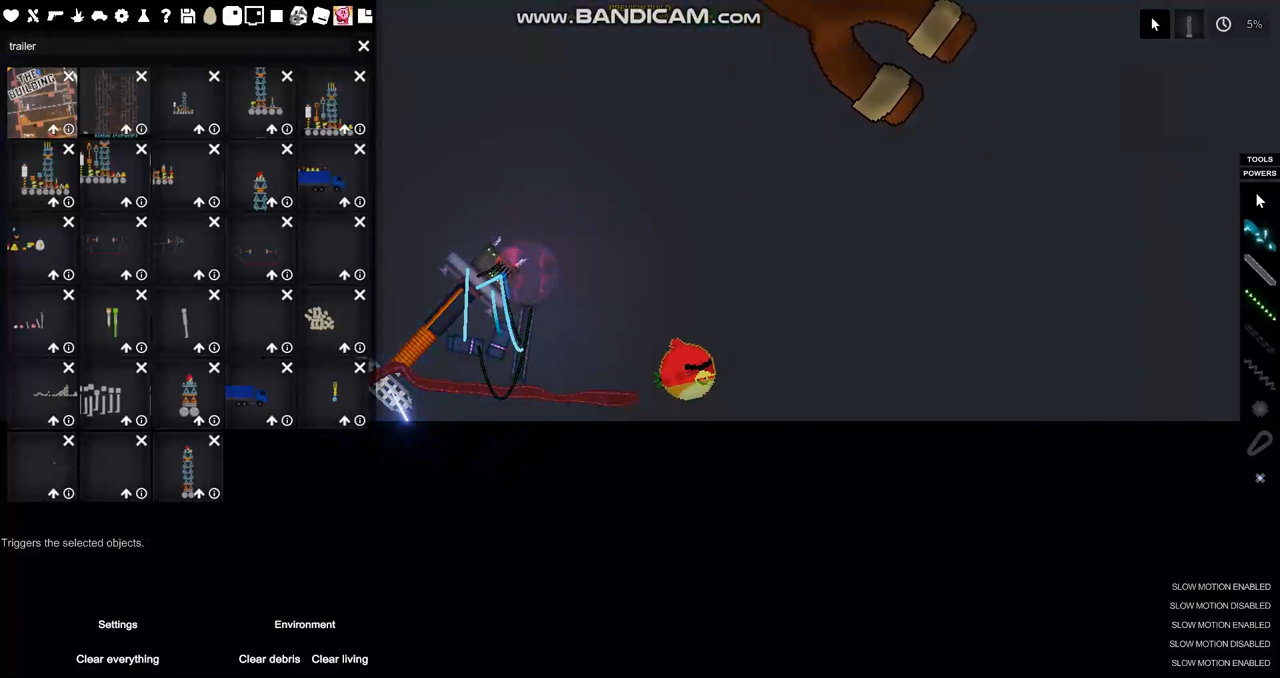 www.BANDICAM.com
5%
trailer
THE
BUILDING
TOOLS
POWERS
Triggers the selected objects.
Settings
Environment
Clear everything
Clear debris
Clear living
SLOW MOTION ENABLED
SLOW MOTION DISABLED
SLOW MOTION ENABLED
SLOW MOTION DISABLED
SLOW MOTION ENABLED